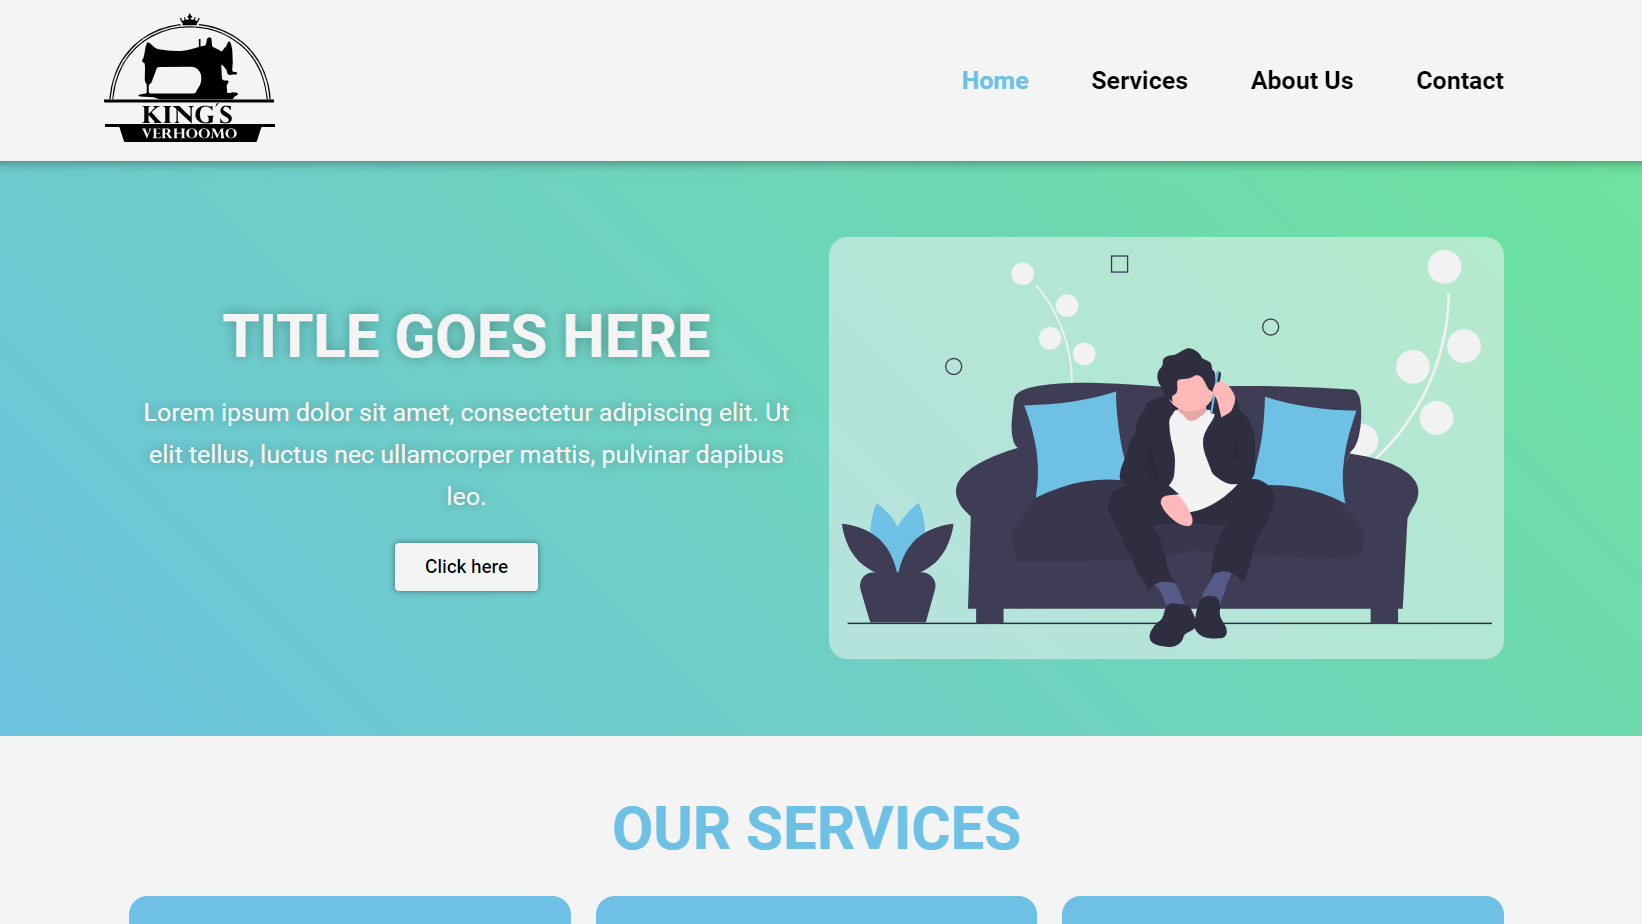 KING'S
VERHOOMO
Home
Services
About Us
Contact
TITLE GOES HERE
Lorem ipsum dolor sit amet, consectetur adipiscing elit. Ut
elit tellus, luctus nec ullamcorper mattis, pulvinar dapibus
leo.
Click here
OUR SERVICES